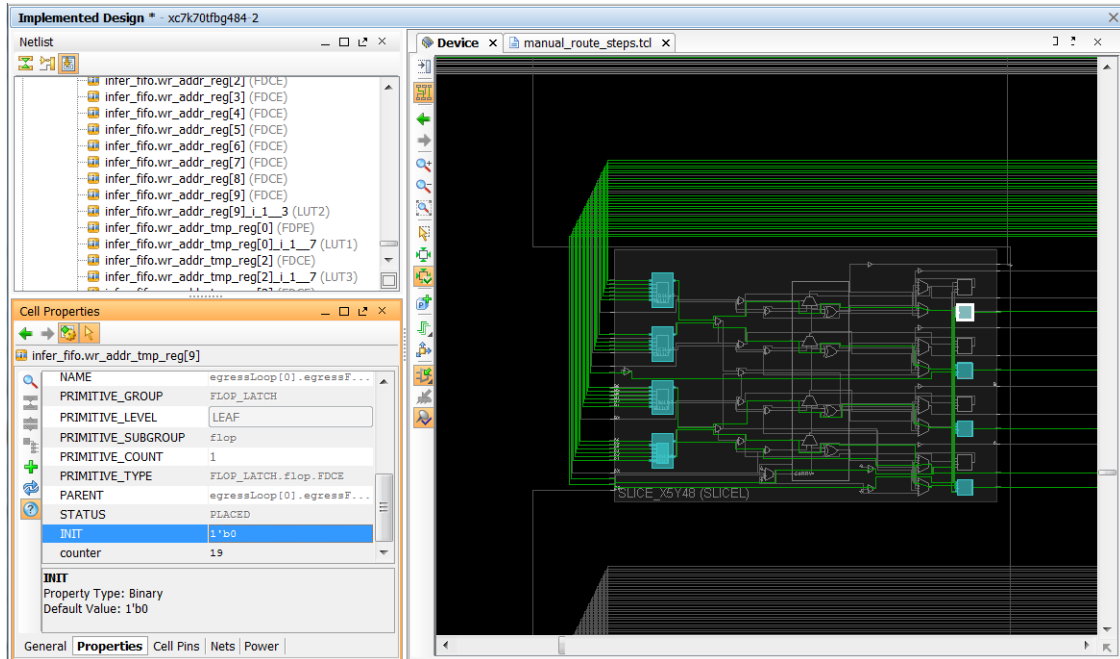 Implemented Design * - xc7k70tfbg484-2
Netlist
infer_fifo.wr_addr_reg[2] (FDCE)
infer_fifo.wr_addr_reg[3] (FDCE)
infer_fifo.wr_addr_reg[4] (FDCE)
infer_fifo.wr_addr_reg[5] (FDCE)
infer_fifo.wr_addr_reg[6] (FDCE)
infer_fifo.wr_addr_reg[7] (FDCE)
infer_fifo.wr_addr_reg[8] (FDCE)
infer_fifo.wr_addr_reg[9] (FDCE)
infer_fifo.wr_addr_reg[9]_i_1__3 (LUT2)
infer_fifo.wr_addr_tmp_reg[0] (FDPE)
infer_fifo.wr_addr_tmp_reg[0]_i_1__7 (LUT1)
infer_fifo.wr_addr_tmp_reg[2] (FDCE)
infer_fifo.wr_addr_tmp_reg[2]_i_1__7 (LUT3)
Cell Properties
infer_fifo.wr_addr_tmp_reg[9]
NAME egressLoop[0].egressF...
PRIMITIVE_GROUP FLOP_LATCH
PRIMITIVE_LEVEL LEAF
PRIMITIVE_SUBGROUP flop
PRIMITIVE_COUNT 1
PRIMITIVE_TYPE FLOP_LATCH.flop.FDCE
PARENT egressLoop[0].egressF...
STATUS PLACED
INIT 1'b0
counter 19
INIT
Property Type: Binary
Default Value: 1'b0
General Properties Cell Pins Nets Power
Device manual_route_steps.tcl
SLICE_X5Y48 (SLICEL)